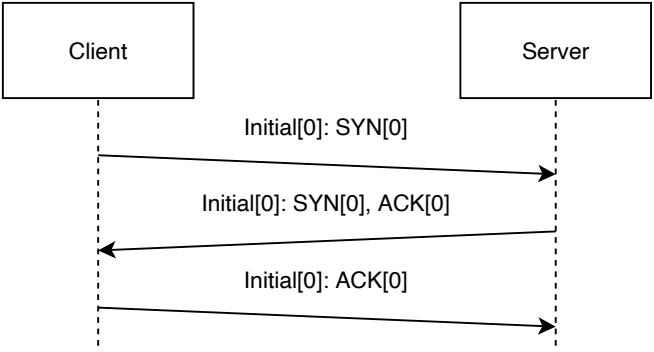 Client
Server
Initial[0]: SYN[0]
Initial[0]: SYN[0], ACK[0]
Initial[0]: ACK[0]